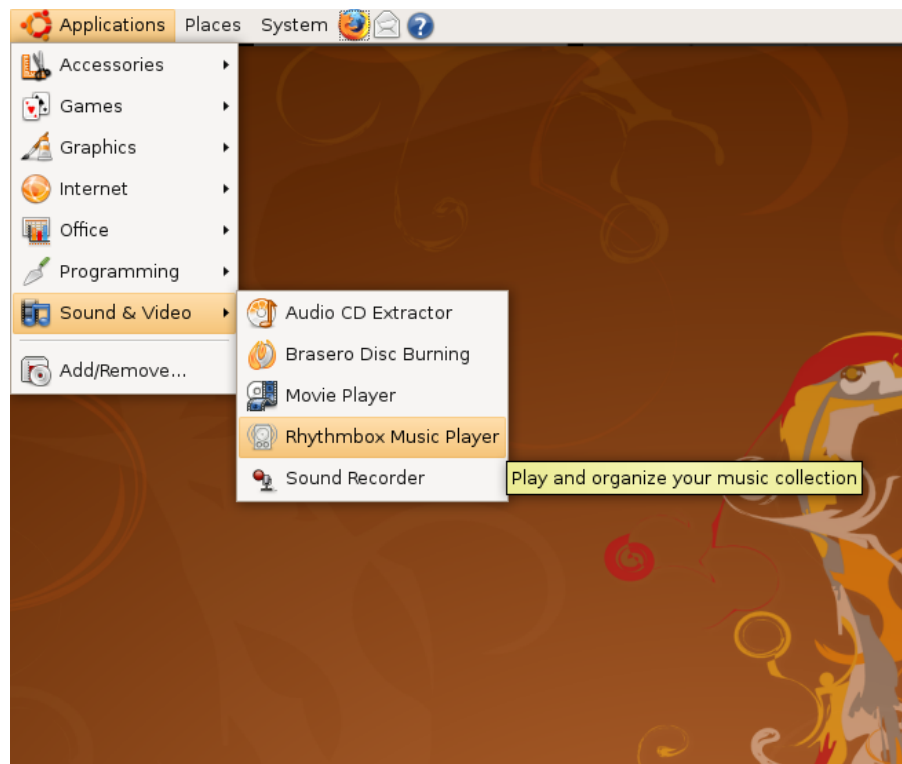 Applications Places System
Accessories
Games
Graphics
Internet
Office
Programming
Sound & Video
Add/Remove...
Audio CD Extractor
Brasero Disc Burning
Movie Player
Rhythmbox Music Player
Sound Recorder
Play and organize your music collection